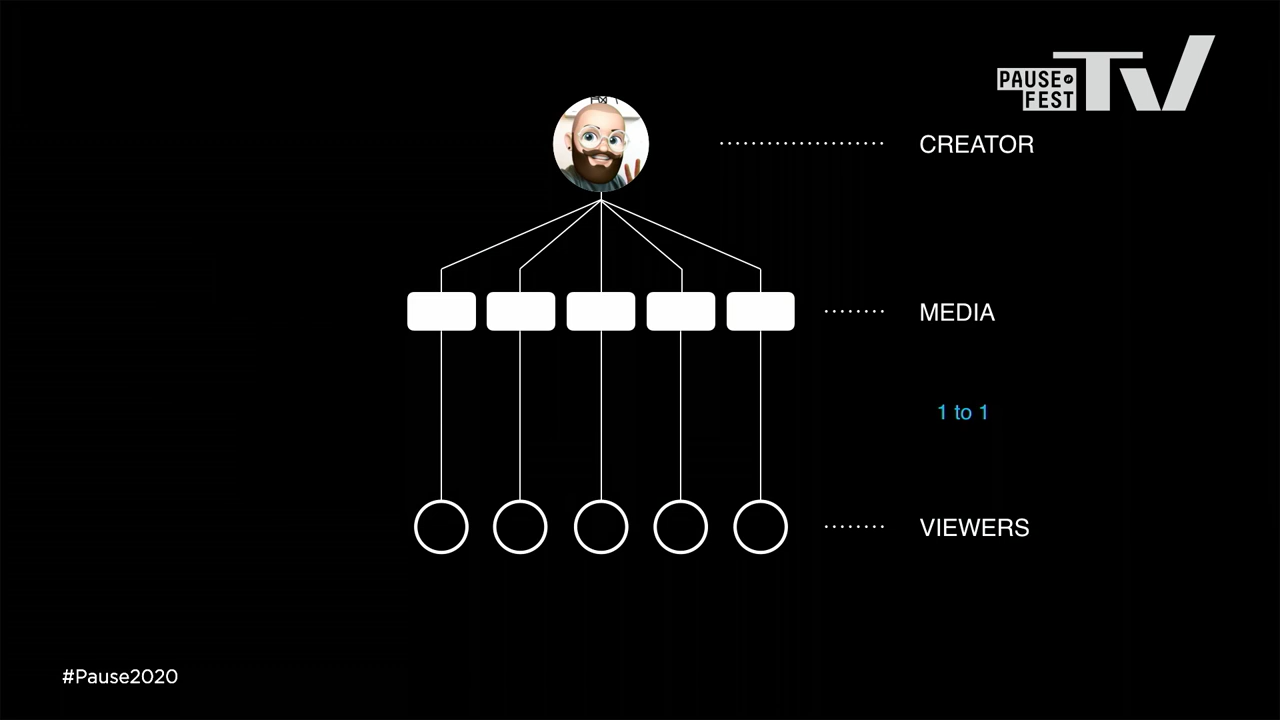 PAUSE
FEST
TV
CREATOR
MEDIA
1 to 1
VIEWERS
#Pause2020